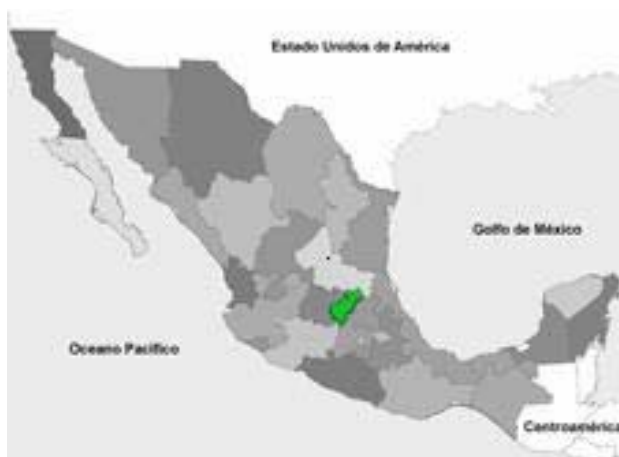 Estado Unidos de América
Golfo de México
Oceano Pacífico
Centroamérica